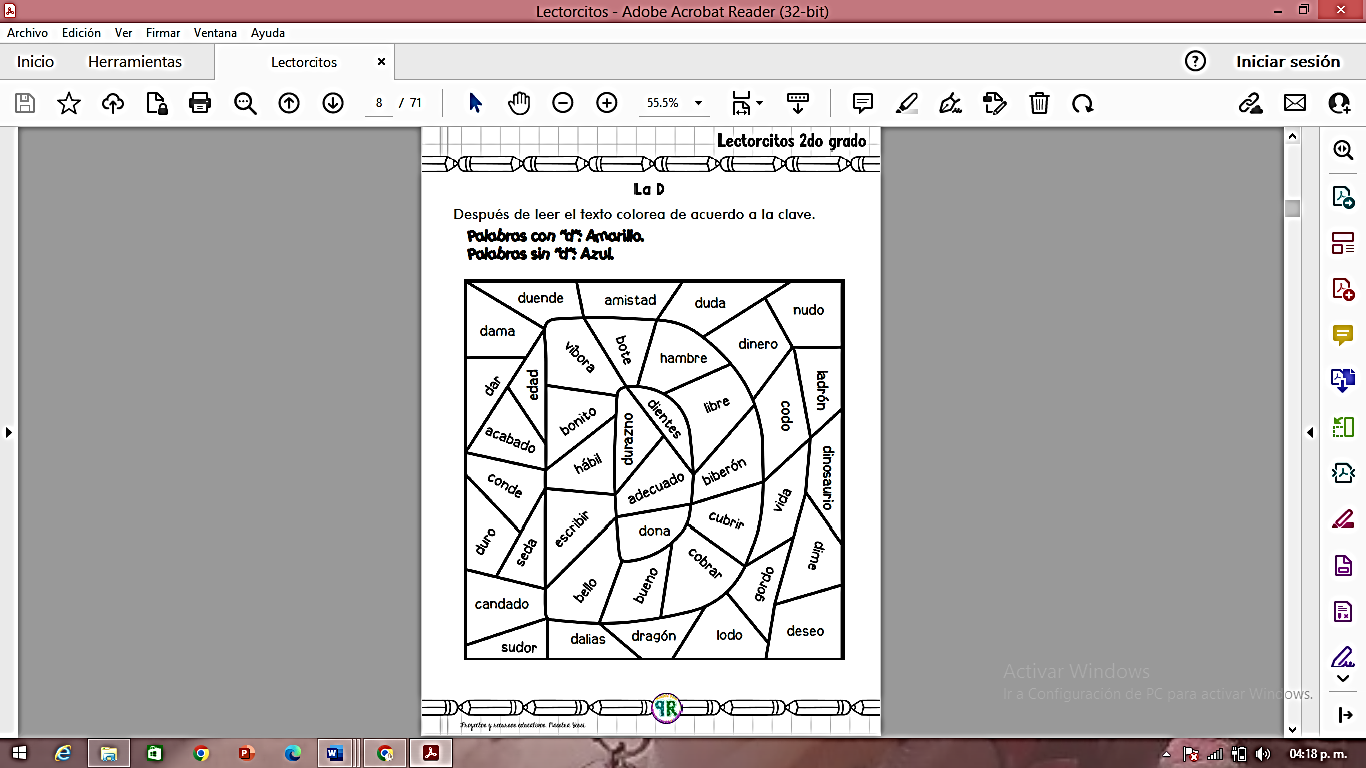 Lectorcitos - Adobe Acrobat Reader (32-bit)
Archivo Edición Ver Firmar Ventana Ayuda
Inicio Herramientas Lectorcitos × Iniciar sesión
8 / 71 55.5%
Lectorcitos 2do grado
La D
Después de leer el texto colorea de acuerdo a la clave.
Palabras con "d": Amarillo.
Palabras sin "d": Azul.
duende amistad duda nudo
dama víbora bote hambre dinero
dar edad bonito durazno dientes libre codo ladrón
acabado hábil adecuado biberón dinosaurio
conde escribir dona cubrir vida
duro seda bello bueno cobrar gordo dime
candado
sudor dalias dragón lodo deseo
Activar Windows
Ir a Configuración de PC para activar Windows.
PR
04:18 p. m.